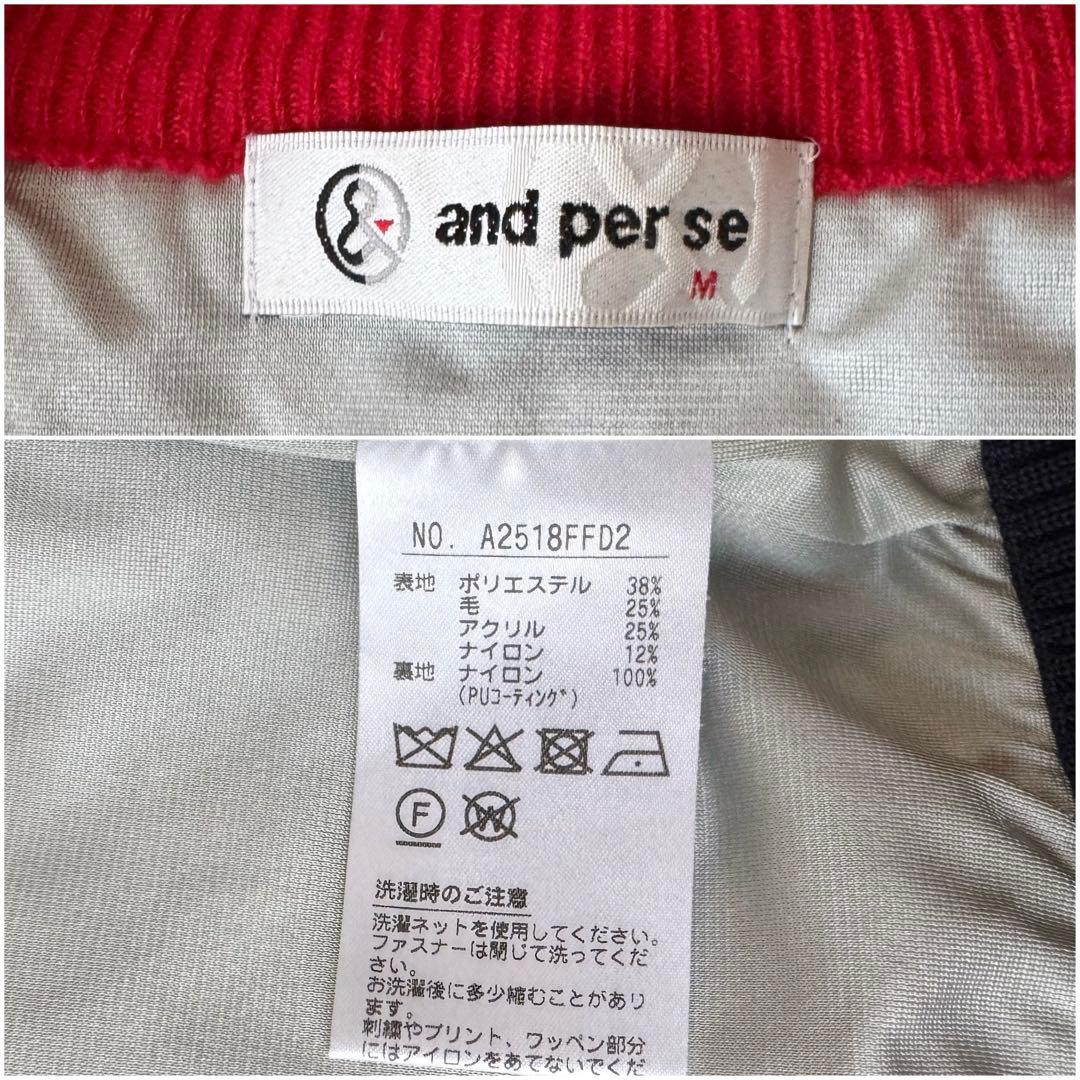 and per se
M
NO. A2518FFD2
表地 ポリエステル 38%
毛 25%
アクリル 25%
ナイロン 12%
裏地 ナイロン 100%
(PUコーティング)
F
W
洗濯時のご注意
洗濯ネットを使用してください。
ファスナーは閉じて洗ってくだ
さい。
お洗濯後に多少縮むことがあり
ます。
刺繍やプリント、ワッペン部分
にはアイロンをあてないでくだ